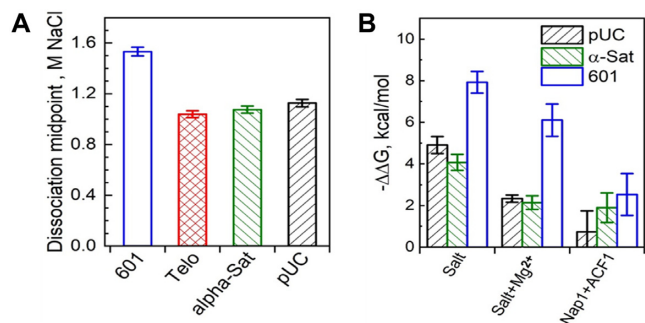 A
Dissociation midpoint , M NaCl
1.6
1.2
0.8
0.4
0.0
601
Telo
alpha-Sat
pUC
B
-ΔΔG, kcal/mol
10
8
6
4
2
0
pUC
α-Sat
601
Salt
Salt+Mg²⁺
Nap1+ACF1